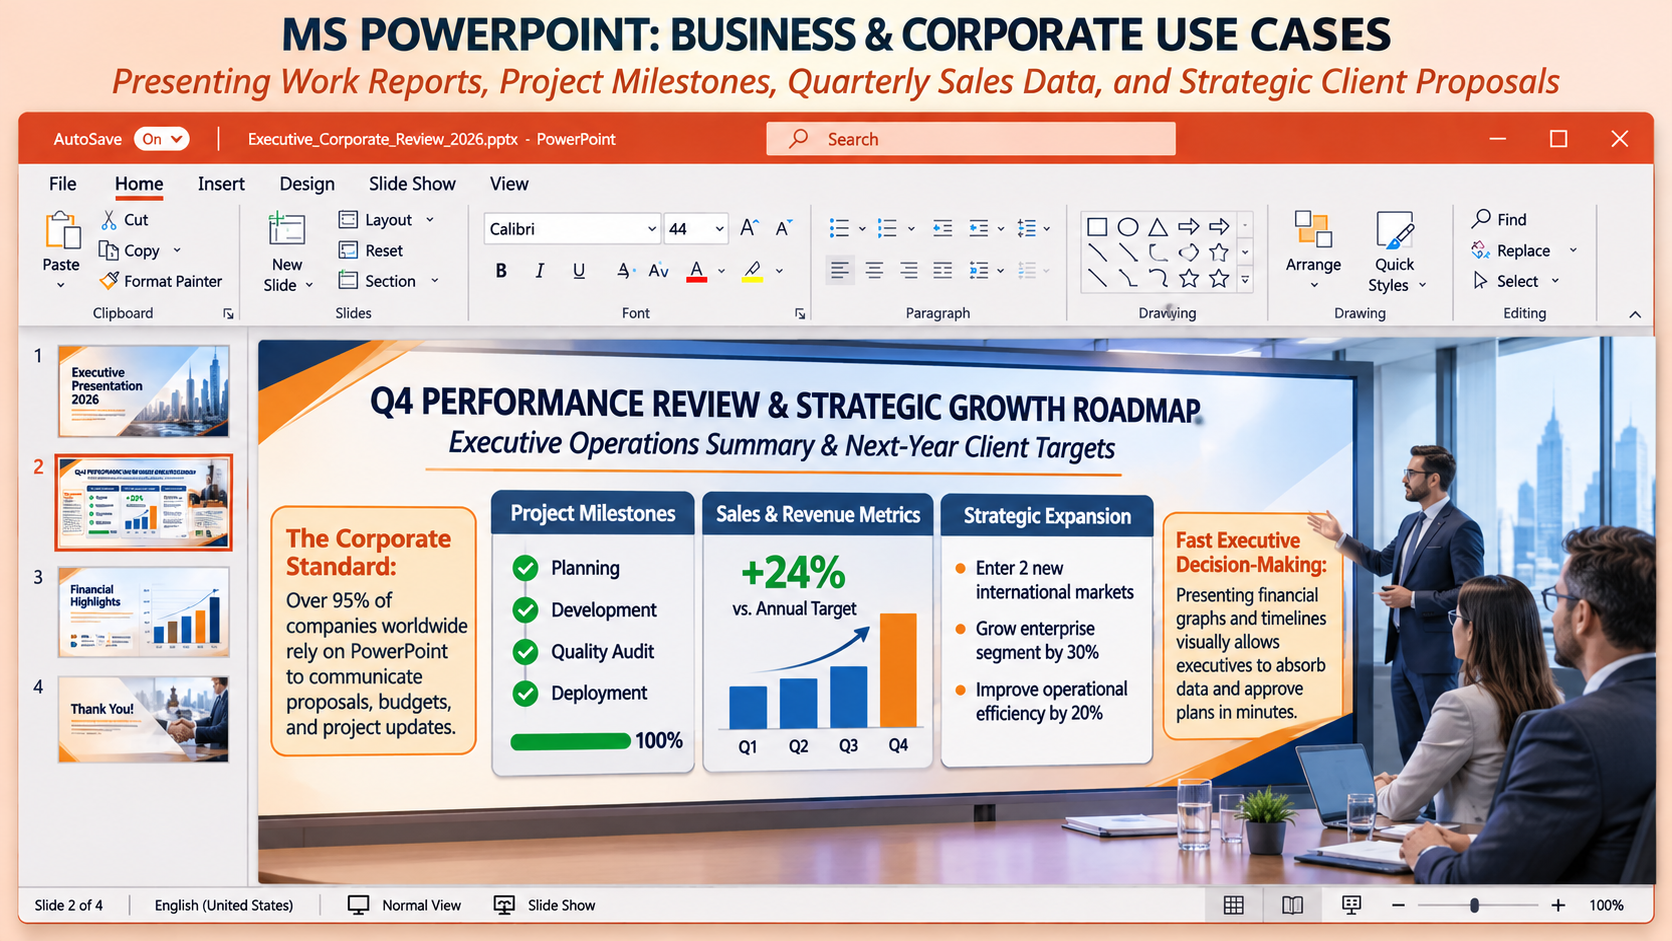 MS POWERPOINT: BUSINESS & CORPORATE USE CASES
Presenting Work Reports, Project Milestones, Quarterly Sales Data, and Strategic Client Proposals
AutoSave On
Executive_Corporate_Review_2026.pptx - PowerPoint
Search
File Home Insert Design Slide Show View
Paste
Cut
Copy
Format Painter
Clipboard
New
Slide
Layout
Reset
Section
Slides
Calibri 44
B I U
Font
Paragraph
Arrange
Quick
Styles
Drawing
Find
Replace
Select
Editing
1
Executive
Presentation
2026
2
3
Financial
Highlights
4
Thank You!
Q4 PERFORMANCE REVIEW & STRATEGIC GROWTH ROADMAP
Executive Operations Summary & Next-Year Client Targets
The Corporate
Standard:
Over 95% of
companies worldwide
rely on PowerPoint
to communicate
proposals, budgets,
and project updates.
Project Milestones
Planning
Development
Quality Audit
Deployment
100%
Sales & Revenue Metrics
+24%
vs. Annual Target
Q1 Q2 Q3 Q4
Strategic Expansion
Enter 2 new
international markets
Grow enterprise
segment by 30%
Improve operational
efficiency by 20%
Fast Executive
Decision-Making:
Presenting financial
graphs and timelines
visually allows
executives to absorb
data and approve
plans in minutes.
Slide 2 of 4
English (United States)
Normal View
Slide Show
100%